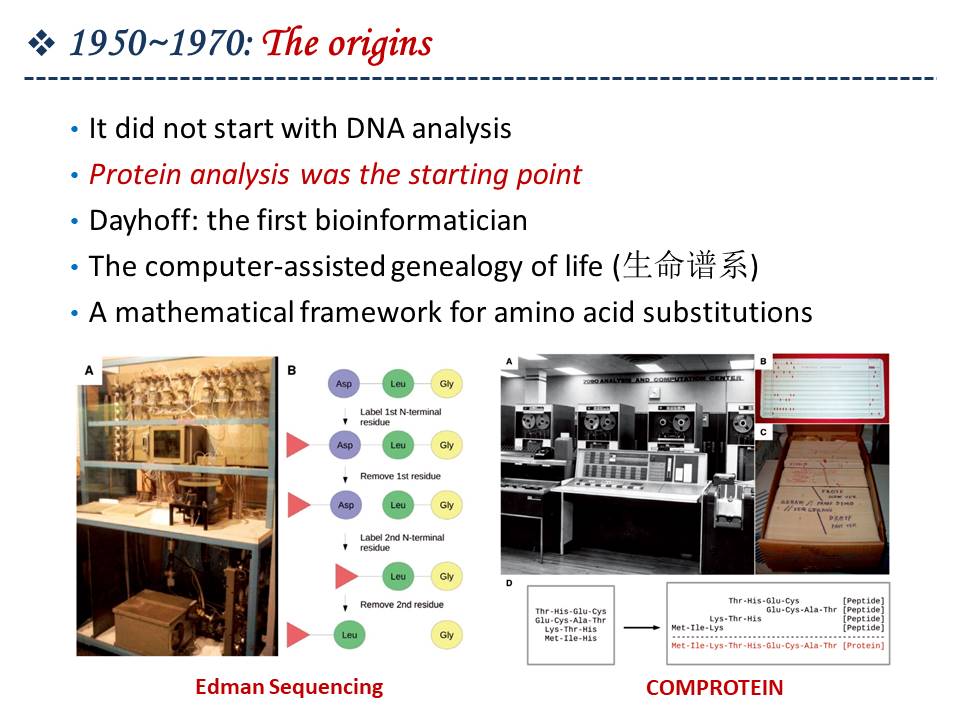 ❖ 1950~1970: The origins
• It did not start with DNA analysis
• Protein analysis was the starting point
• Dayhoff: the first bioinformatician
• The computer-assisted genealogy of life (生命谱系)
• A mathematical framework for amino acid substitutions
A
B
Asp Leu Gly
Label 1st N-terminal
residue
Asp Leu Gly
Remove 1st residue
Asp Leu Gly
Label 2nd N-terminal
residue
Leu Gly
Remove 2nd residue
Leu Gly
Edman Sequencing
A
7090 ANALYSIS AND COMPUTATION CENTER
B
C
D
Thr-His-Glu-Cys
Glu-Cys-Ala-Thr
Lys-Thr-His
Met-Ile-His
Thr-His-Glu-Cys [Peptide]
Glu-Cys-Ala-Thr [Peptide]
Lys-Thr-His [Peptide]
Met-Ile-Lys [Peptide]
Met-Ile-Lys-Thr-His-Glu-Cys-Ala-Thr [Protein]
COMPROTEIN